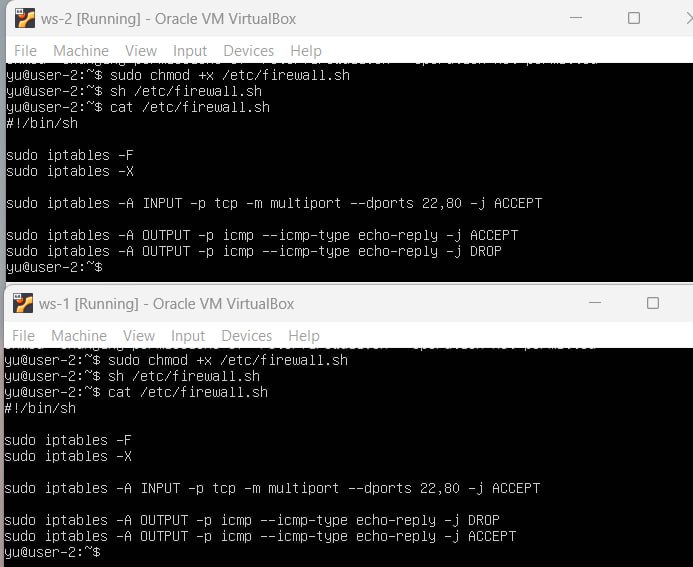 ws-2 [Running] - Oracle VM VirtualBox
File Machine View Input Devices Help
yu@user-2:~$ sudo chmod +x /etc/firewall.sh
yu@user-2:~$ sh /etc/firewall.sh
yu@user-2:~$ cat /etc/firewall.sh
#!/bin/sh
sudo iptables -F
sudo iptables -X
sudo iptables -A INPUT -p tcp -m multiport --dports 22,80 -j ACCEPT
sudo iptables -A OUTPUT -p icmp --icmp-type echo-reply -j ACCEPT
sudo iptables -A OUTPUT -p icmp --icmp-type echo-reply -j DROP
yu@user-2:~$
ws-1 [Running] - Oracle VM VirtualBox
File Machine View Input Devices Help
yu@user-2:~$ sudo chmod +x /etc/firewall.sh
yu@user-2:~$ sh /etc/firewall.sh
yu@user-2:~$ cat /etc/firewall.sh
#!/bin/sh
sudo iptables -F
sudo iptables -X
sudo iptables -A INPUT -p tcp -m multiport --dports 22,80 -j ACCEPT
sudo iptables -A OUTPUT -p icmp --icmp-type echo-reply -j DROP
sudo iptables -A OUTPUT -p icmp --icmp-type echo-reply -j ACCEPT
yu@user-2:~$